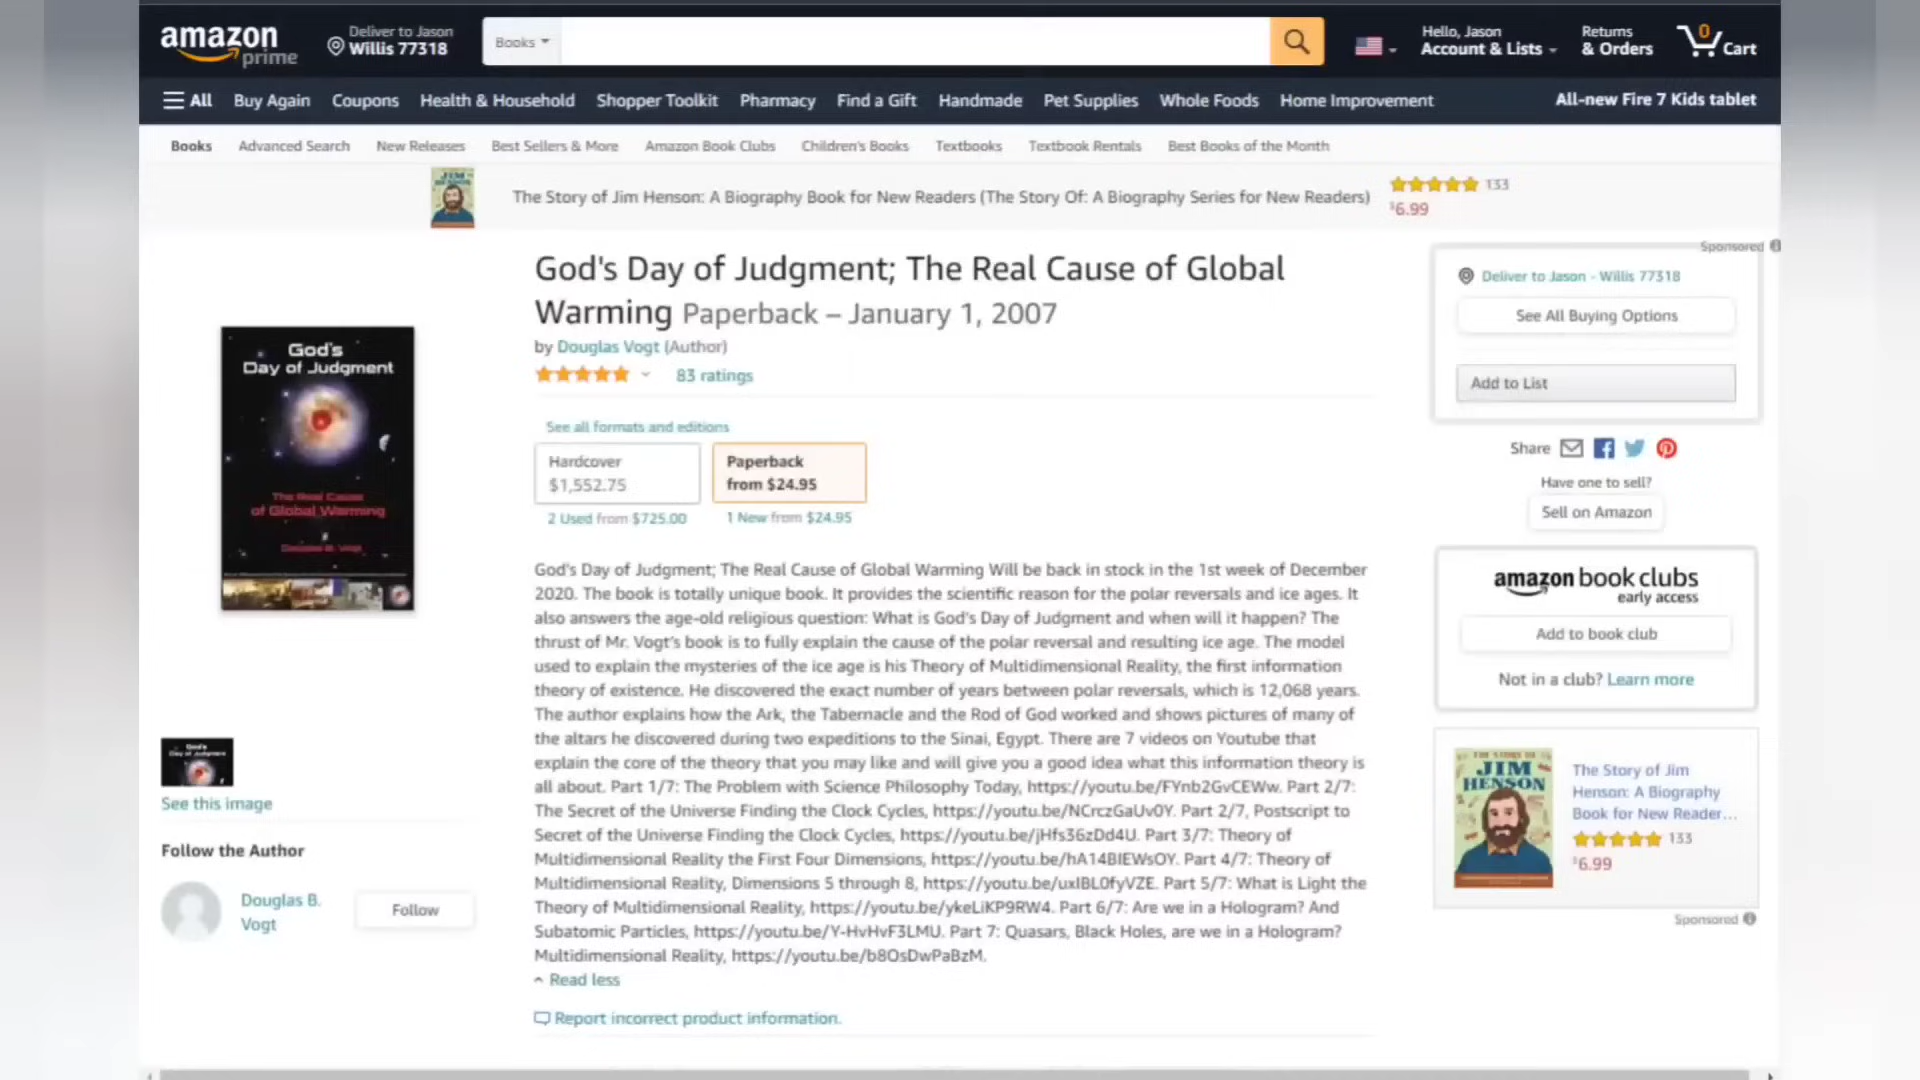 amazon prime
Deliver to Jason
Willis 77318
Books
Hello, Jason
Account & Lists
Returns
& Orders
0
Cart
All
Buy Again
Coupons
Health & Household
Shopper Toolkit
Pharmacy
Find a Gift
Handmade
Pet Supplies
Whole Foods
Home Improvement
All-new Fire 7 Kids tablet
Books
Advanced Search
New Releases
Best Sellers & More
Amazon Book Clubs
Children's Books
Textbooks
Textbook Rentals
Best Books of the Month
JIM
HENSON
The Story of Jim Henson: A Biography Book for New Readers (The Story Of: A Biography Series for New Readers)
133
$6.99
Sponsored
God's
Day of Judgment
The Real Cause
of Global Warming
Douglas B. Vogt
God's
Day of Judgment
See this image
Follow the Author
Douglas B.
Vogt
Follow
God's Day of Judgment; The Real Cause of Global
Warming Paperback – January 1, 2007
by Douglas Vogt (Author)
83 ratings
See all formats and editions
Hardcover
$1,552.75
2 Used from $725.00
Paperback
from $24.95
1 New from $24.95
God's Day of Judgment; The Real Cause of Global Warming Will be back in stock in the 1st week of December
2020. The book is totally unique book. It provides the scientific reason for the polar reversals and ice ages. It
also answers the age-old religious question: What is God's Day of Judgment and when will it happen? The
thrust of Mr. Vogt's book is to fully explain the cause of the polar reversal and resulting ice age. The model
used to explain the mysteries of the ice age is his Theory of Multidimensional Reality, the first information
theory of existence. He discovered the exact number of years between polar reversals, which is 12,068 years.
The author explains how the Ark, the Tabernacle and the Rod of God worked and shows pictures of many of
the altars he discovered during two expeditions to the Sinai, Egypt. There are 7 videos on Youtube that
explain the core of the theory that you may like and will give you a good idea what this information theory is
all about. Part 1/7: The Problem with Science Philosophy Today, https://youtu.be/FYnb2GvCEWw. Part 2/7:
The Secret of the Universe Finding the Clock Cycles, https://youtu.be/NCrczGaUv0Y. Part 2/7, Postscript to
Secret of the Universe Finding the Clock Cycles, https://youtu.be/jHfs36zDd4U. Part 3/7: Theory of
Multidimensional Reality the First Four Dimensions, https://youtu.be/hA14BIEWsOY. Part 4/7: Theory of
Multidimensional Reality, Dimensions 5 through 8, https://youtu.be/uxIBL0fyVZE. Part 5/7: What is Light the
Theory of Multidimensional Reality, https://youtu.be/ykeLiKP9RW4. Part 6/7: Are we in a Hologram? And
Subatomic Particles, https://youtu.be/Y-HvHvF3LMU. Part 7: Quasars, Black Holes, are we in a Hologram?
Multidimensional Reality, https://youtu.be/b8OsDwPaBzM.
Read less
Report incorrect product information.
Deliver to Jason - Willis 77318
See All Buying Options
Add to List
Share
Have one to sell?
Sell on Amazon
amazon book clubs
early access
Add to book club
Not in a club? Learn more
THE STORY OF
JIM
HENSON
The Story of Jim
Henson: A Biography
Book for New Reader...
133
$6.99
Sponsored